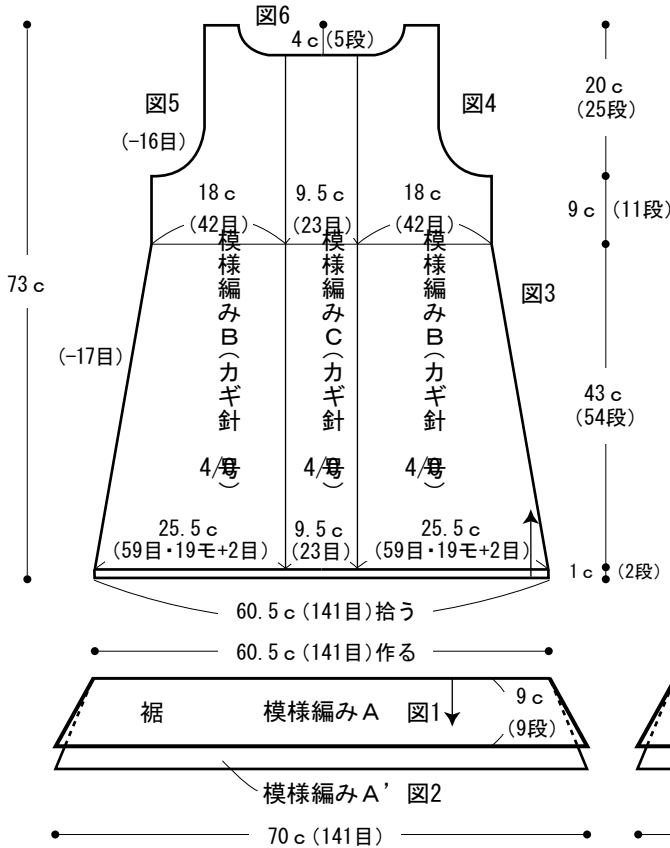 図6
4c(5段)
図5
(−16目)
図4
20c
(25段)
18c
(42目)
9.5c
(23目)
18c
(42目)
9c (11段)
73c
模様編みB(カギ針4/0号)
模様編みC(カギ針4/0号)
模様編みB(カギ針4/0号)
図3
(−17目)
43c
(54段)
25.5c
(59目・19モ+2目)
9.5c
(23目)
25.5c
(59目・19モ+2目)
1c (2段)
60.5c(141目)拾う
60.5c(141目)作る
裾
模様編みA 図1
9c
(9段)
模様編みA’ 図2
70c(141目)